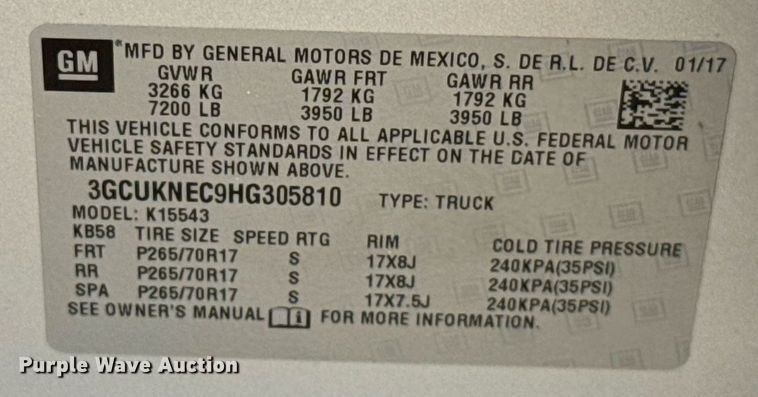 GM
MFD BY GENERAL MOTORS DE MEXICO, S. DE R.L. DE C.V. 01/17
GVWR GAWR FRT GAWR RR
3266 KG 1792 KG 1792 KG
7200 LB 3950 LB 3950 LB
THIS VEHICLE CONFORMS TO ALL APPLICABLE U.S. FEDERAL MOTOR
VEHICLE SAFETY STANDARDS IN EFFECT ON THE DATE OF
MANUFACTURE SHOWN ABOVE.
3GCUKNEC9HG305810 TYPE: TRUCK
MODEL: K15543
KB58 TIRE SIZE SPEED RTG RIM COLD TIRE PRESSURE
FRT P265/70R17 S 17X8J 240KPA(35PSI)
RR P265/70R17 S 17X8J 240KPA(35PSI)
SPA P265/70R17 S 17X7.5J 240KPA(35PSI)
SEE OWNER'S MANUAL i FOR MORE INFORMATION.
Purple Wave Auction